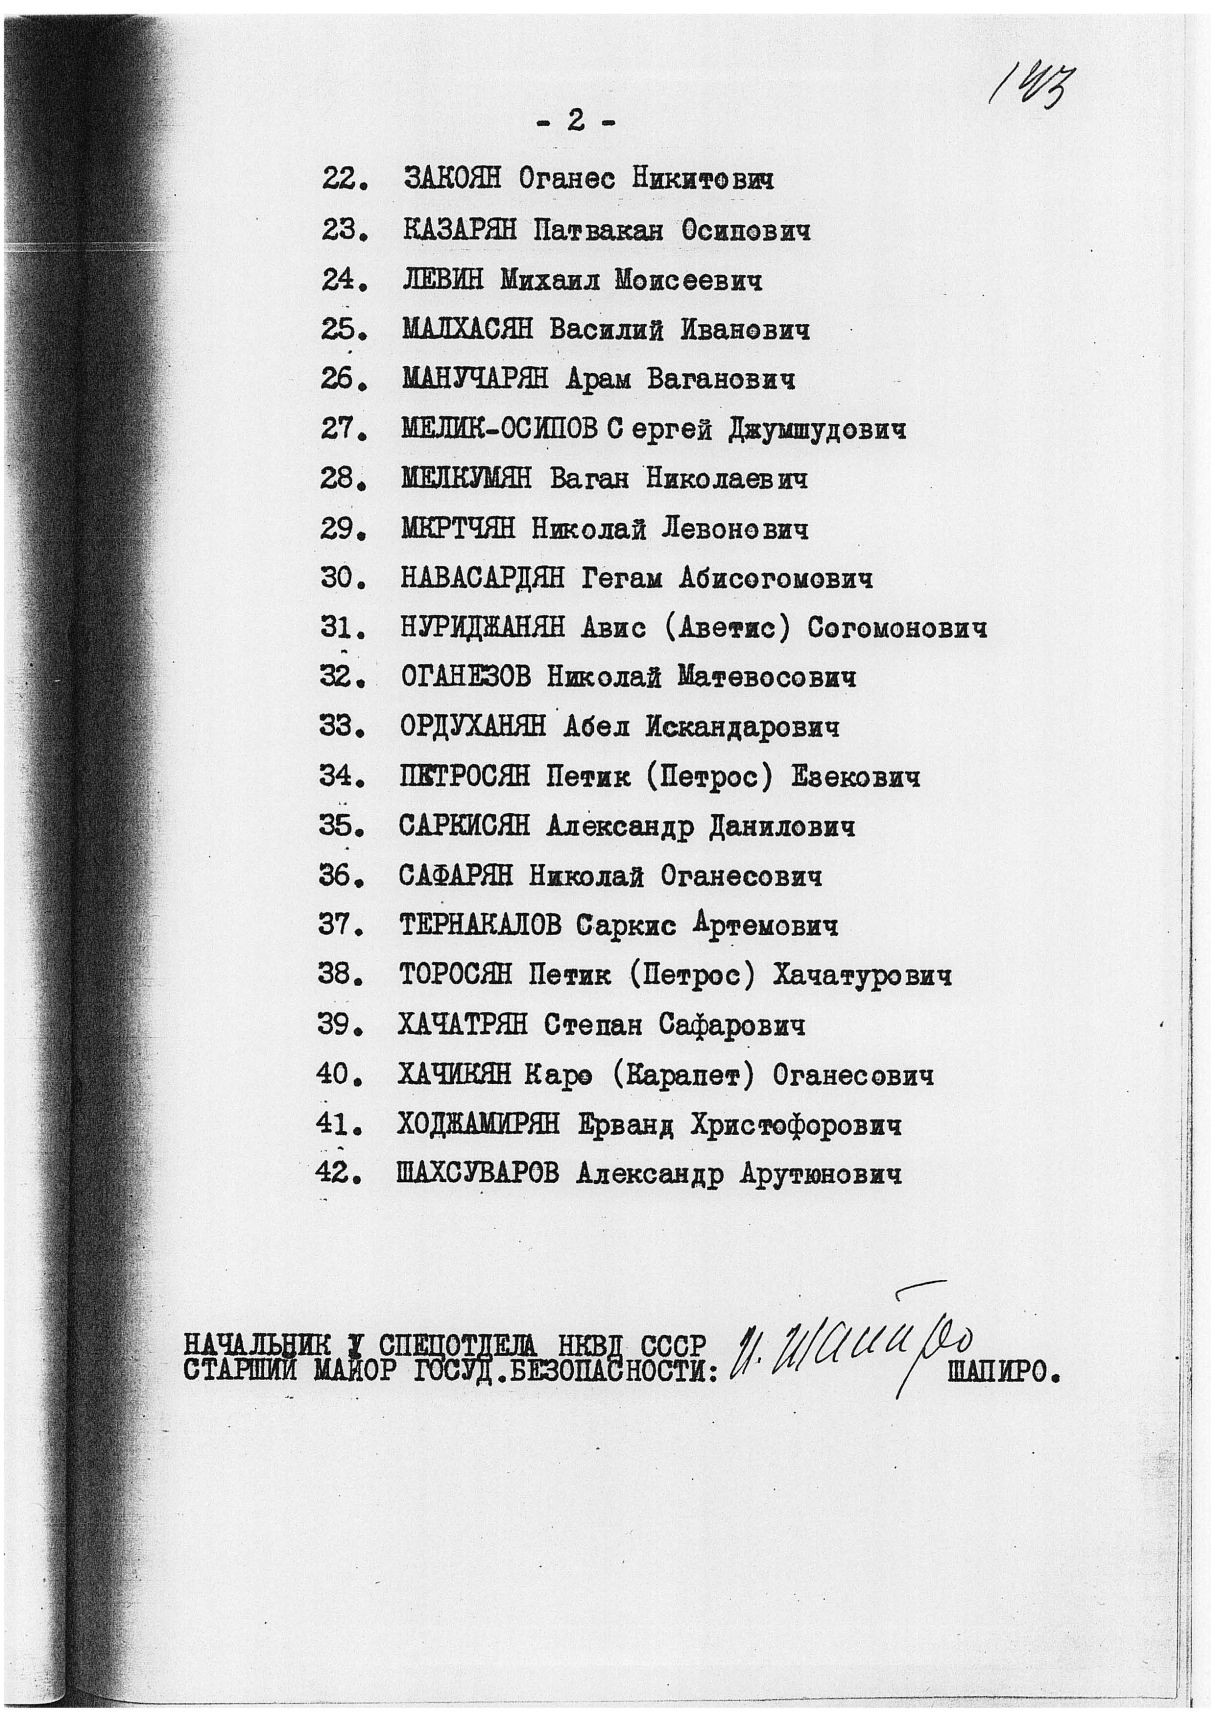 193
- 2 -
22. ЗАКОЯН Оганес Никитович
23. КАЗАРЯН Патвакан Осипович
24. ЛЕВИН Михаил Моисеевич
25. МАЛХАСЯН Василий Иванович
26. МАНУЧАРЯН Арам Ваганович
27. МЕЛИК-ОСИПОВ Сергей Джумшудович
28. МЕЛКУМЯН Ваган Николаевич
29. МКРТЧЯН Николай Левонович
30. НАВАСАРДЯН Гегам Абисогомович
31. НУРИДЖАНЯН Авис (Аветис) Согомонович
32. ОГАНЕЗОВ Николай Матевосович
33. ОРДУХАНЯН Абел Искандарович
34. ПЕТРОСЯН Петик (Петрос) Езекович
35. САРКИСЯН Александр Данилович
36. САФАРЯН Николай Оганесович
37. ТЕРНАКАЛОВ Саркис Артемович
38. ТОРОСЯН Петик (Петрос) Хачатурович
39. ХАЧАТРЯН Степан Сафарович
40. ХАЧИКЯН Каро (Карапет) Оганесович
41. ХОДЖАМИРЯН Ерванд Христофорович
42. ШАХСУВАРОВ Александр Арутюнович
НАЧАЛЬНИК У СПЕЦОТДЕЛА НКВД СССР
СТАРШИЙ МАЙОР ГОСУД.БЕЗОПАСНОСТИ: И. Шапиро ШАПИРО.